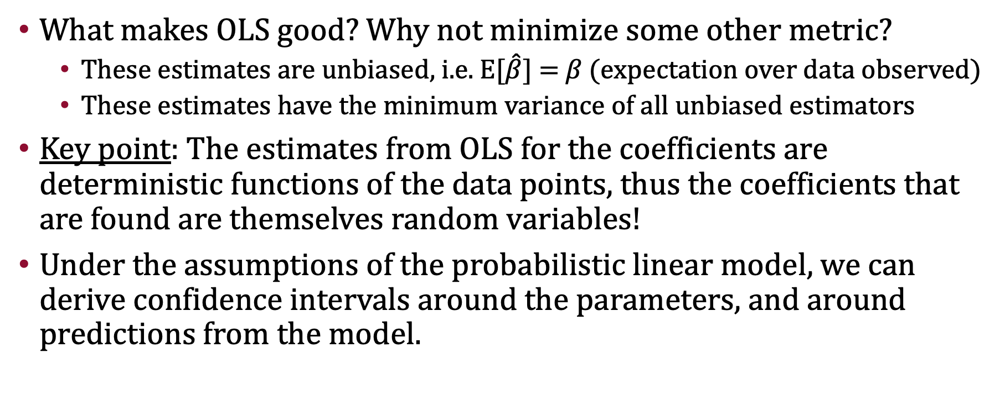 • What makes OLS good? Why not minimize some other metric?
• These estimates are unbiased, i.e. E[β̂] = β (expectation over data observed)
• These estimates have the minimum variance of all unbiased estimators
• Key point: The estimates from OLS for the coefficients are
deterministic functions of the data points, thus the coefficients that
are found are themselves random variables!
• Under the assumptions of the probabilistic linear model, we can
derive confidence intervals around the parameters, and around
predictions from the model.